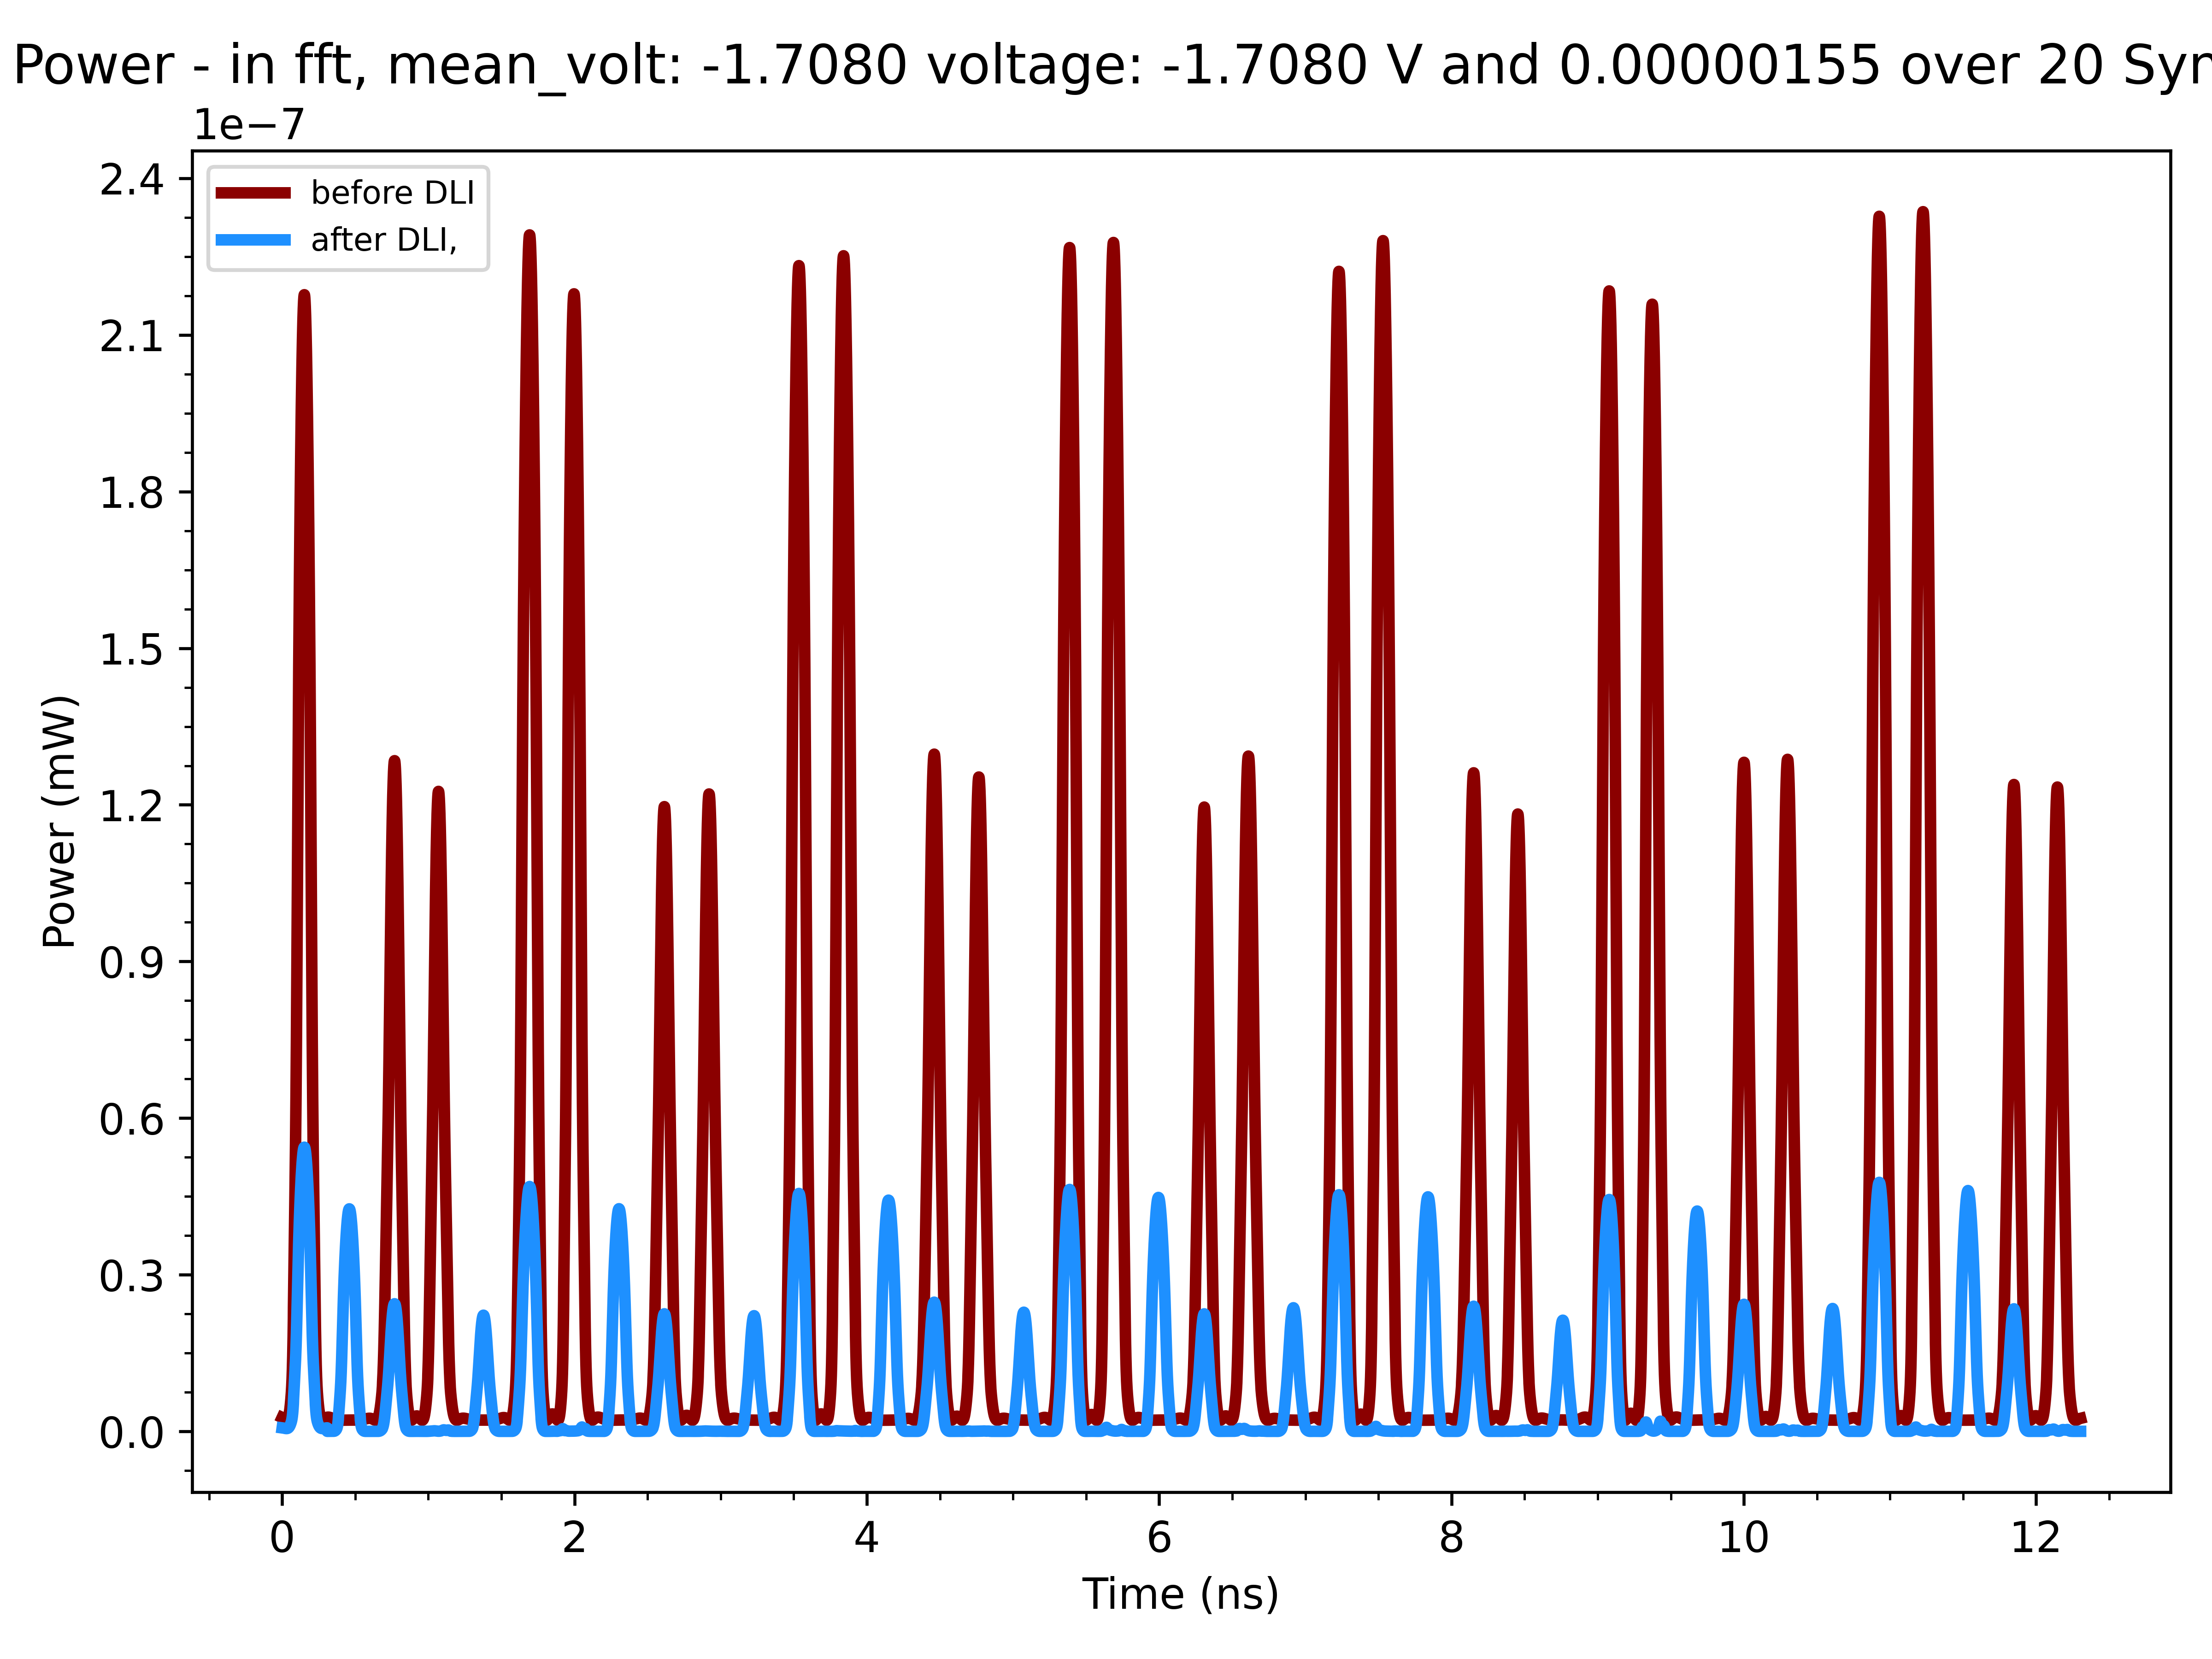 Power - in fft, mean_volt: -1.7080 voltage: -1.7080 V and 0.00000155 over 20
1e−7
before DLI
after DLI,
2.4
2.1
1.8
1.5
1.2
0.9
0.6
0.3
0.0
Power (mW)
0 2 4 6 8 10 12
Time (ns)